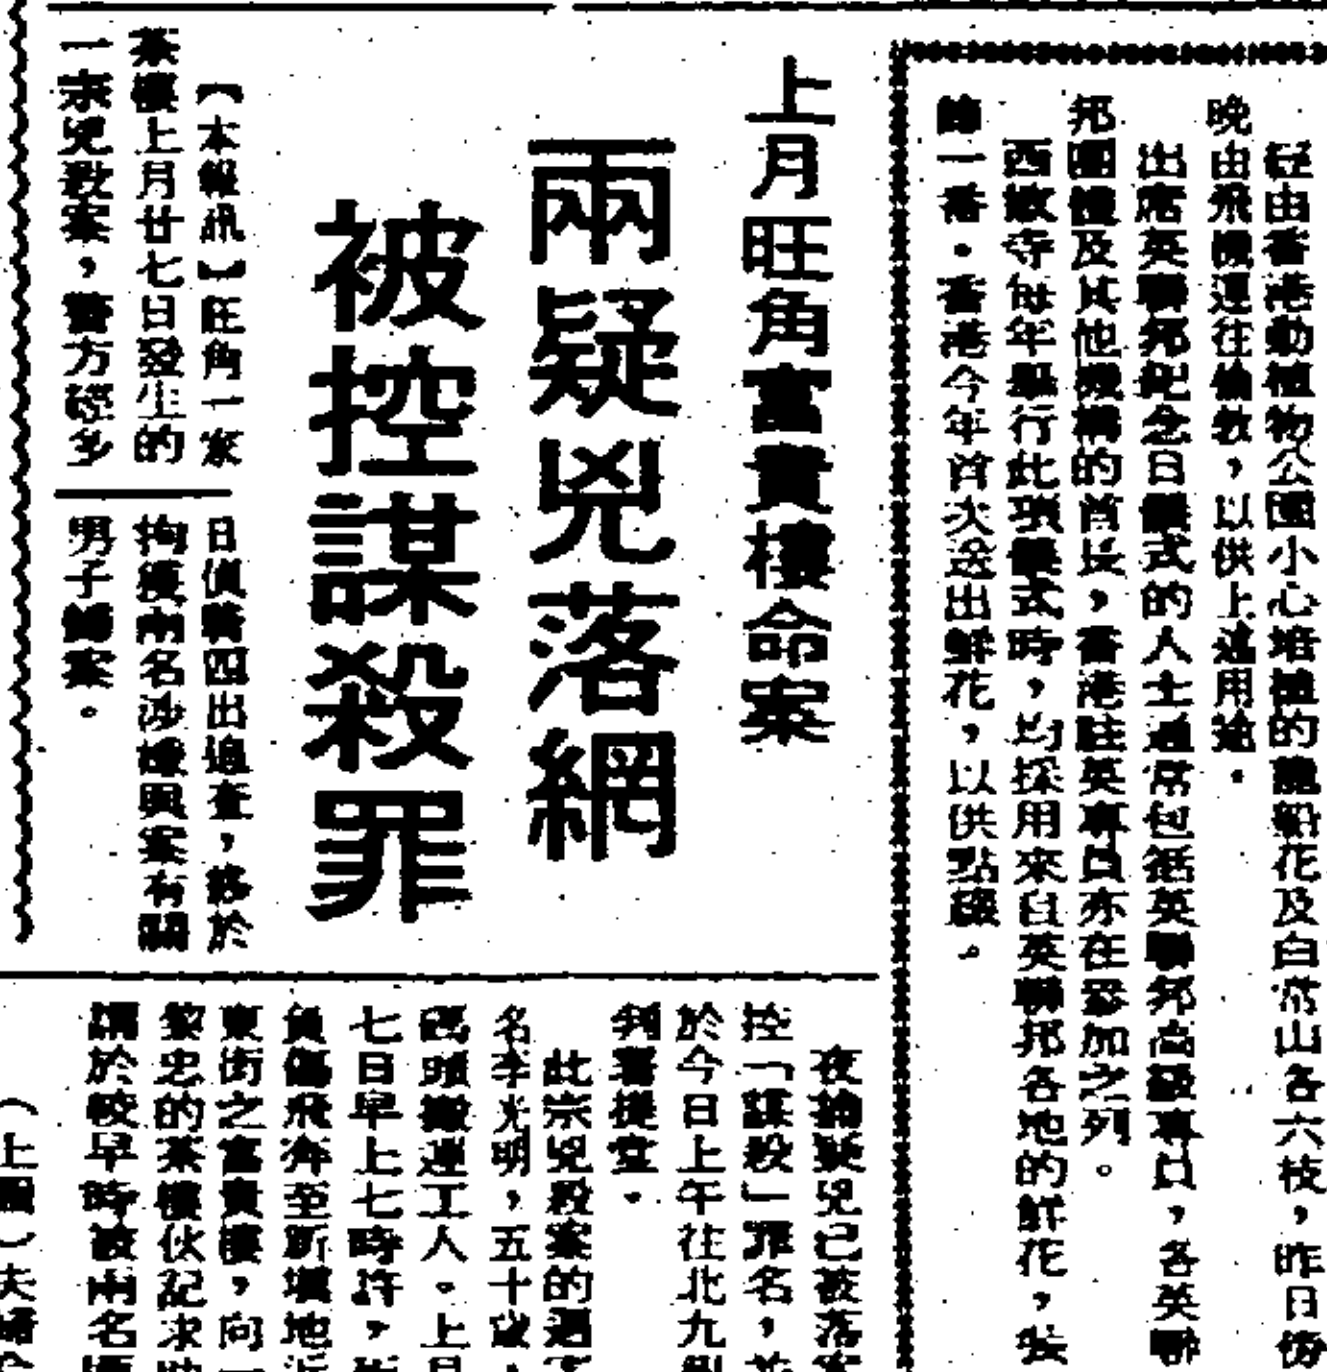 經由香港動植物公園小心培植的龍船花及白常山各六枝，昨日傍
晚由飛機運往倫敦，以供上述用途。
出席英聯邦紀念日儀式的人士通常包括英聯邦高級專員，各英聯
邦團體及其他機構的首長，香港駐英專員亦在參加之列。
西敏寺每年舉行此項儀式時，均採用來自英聯邦各地的鮮花，裝
飾一番。香港今年首次送出鮮花，以供點綴。
上月旺角富貴樓命案
兩疑兇落網
被控謀殺罪
【本報訊】旺角一家
茶樓上月廿七日發生的
一宗兇殺案，警方經多
日偵騎四出追查，終於
拘獲兩名涉嫌與案有關
男子歸案。
夜捕疑兇已被落案
控「謀殺」罪名，並
於今日上午往北九
判署提堂。
此宗兇殺案的遇害
名李光明，五十歲，
碼頭搬運工人。上月
七日早上七時許，
負傷飛奔至新填地
東街之富貴樓，向一
黎忠的茶樓伙記求助
謂於較早時被兩名
（上圖）夫婦